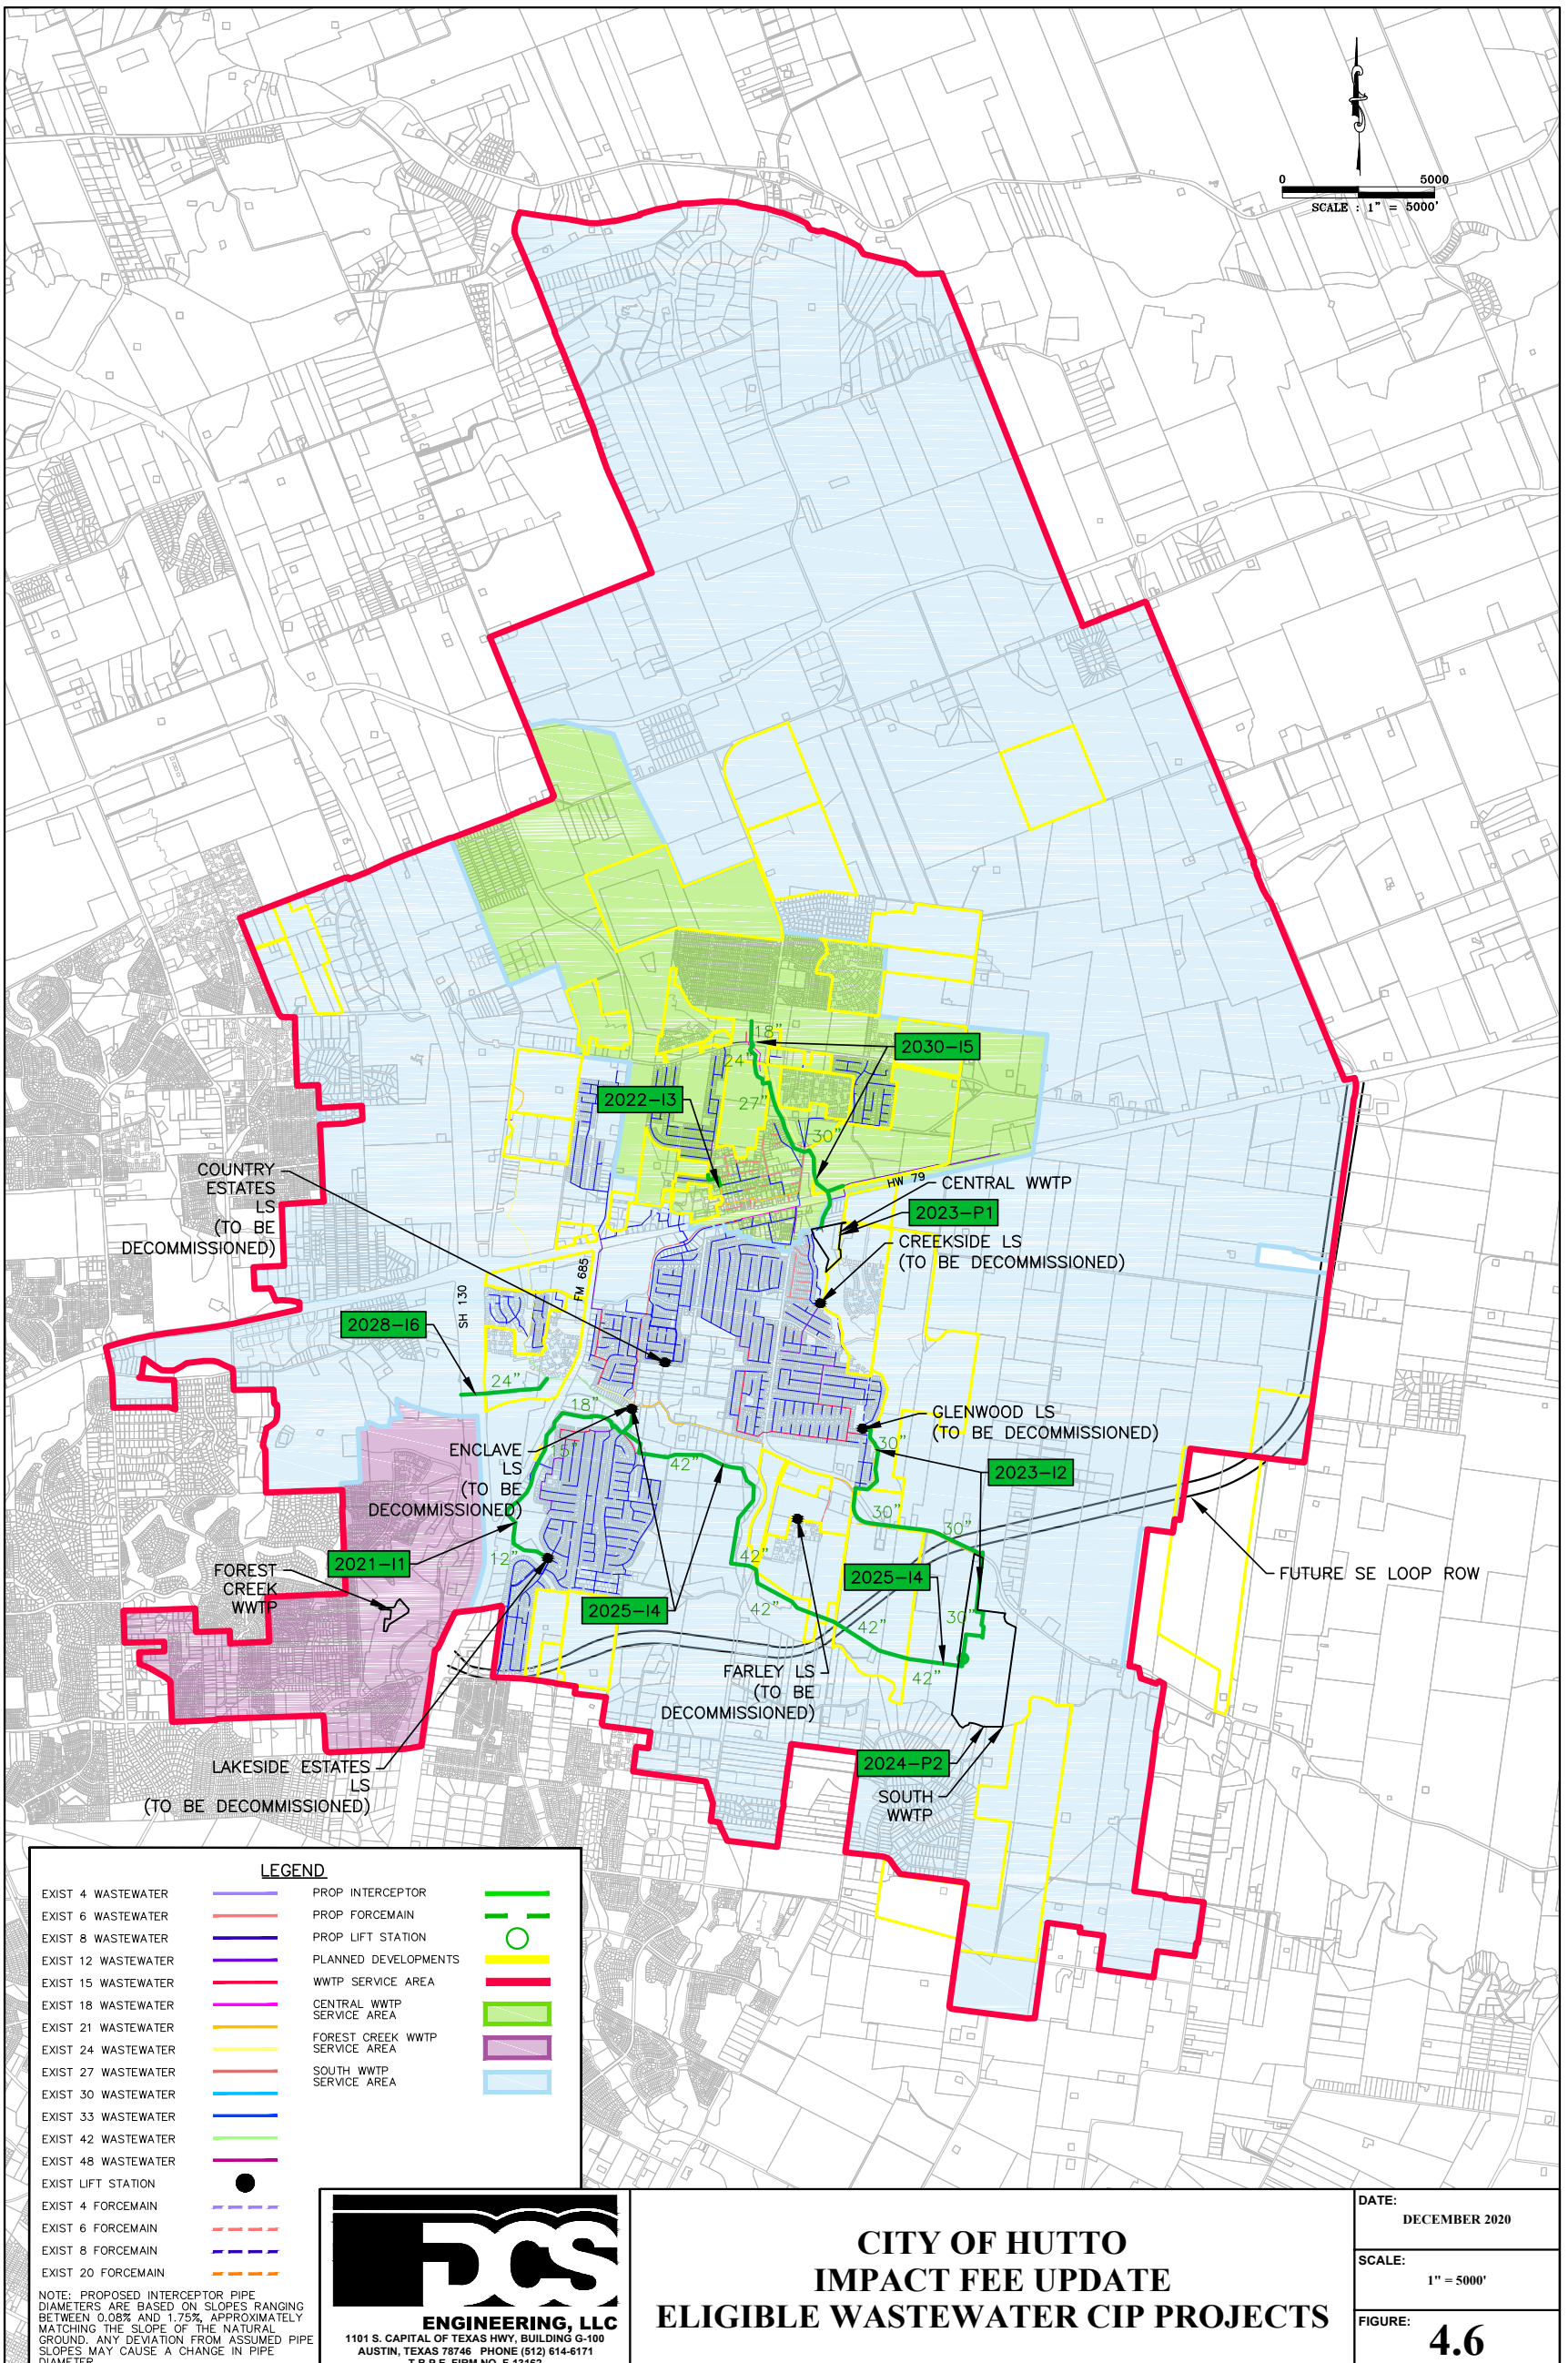 0 5000
SCALE : 1" = 5000'
18"
2030-I5
24"
2022-I3
27"
30"
COUNTRY
ESTATES
LS
(TO BE
DECOMMISSIONED)
HW 79
CENTRAL WWTP
2023-P1
CREEKSIDE LS
(TO BE DECOMMISSIONED)
FM 685
SH 130
2028-I6
24"
18"
GLENWOOD LS
(TO BE DECOMMISSIONED)
30"
ENCLAVE
LS
(TO BE
DECOMMISSIONED)
15"
42"
2023-I2
30"
30"
2021-I1
12"
42"
FOREST
CREEK
WWTP
2025-I4
FUTURE SE LOOP ROW
2025-I4
42"
42"
30"
FARLEY LS
(TO BE
DECOMMISSIONED)
42"
2024-P2
SOUTH
WWTP
LAKESIDE ESTATES
LS
(TO BE DECOMMISSIONED)
LEGEND
EXIST 4 WASTEWATER
EXIST 6 WASTEWATER
EXIST 8 WASTEWATER
EXIST 12 WASTEWATER
EXIST 15 WASTEWATER
EXIST 18 WASTEWATER
EXIST 21 WASTEWATER
EXIST 24 WASTEWATER
EXIST 27 WASTEWATER
EXIST 30 WASTEWATER
EXIST 33 WASTEWATER
EXIST 42 WASTEWATER
EXIST 48 WASTEWATER
EXIST LIFT STATION
EXIST 4 FORCEMAIN
EXIST 6 FORCEMAIN
EXIST 8 FORCEMAIN
EXIST 20 FORCEMAIN
PROP INTERCEPTOR
PROP FORCEMAIN
PROP LIFT STATION
PLANNED DEVELOPMENTS
WWTP SERVICE AREA
CENTRAL WWTP
SERVICE AREA
FOREST CREEK WWTP
SERVICE AREA
SOUTH WWTP
SERVICE AREA
NOTE: PROPOSED INTERCEPTOR PIPE
DIAMETERS ARE BASED ON SLOPES RANGING
BETWEEN 0.08% AND 1.75%, APPROXIMATELY
MATCHING THE SLOPE OF THE NATURAL
GROUND. ANY DEVIATION FROM ASSUMED PIPE
SLOPES MAY CAUSE A CHANGE IN PIPE
DIAMETER
DCS
ENGINEERING, LLC
1101 S. CAPITAL OF TEXAS HWY, BUILDING G-100
AUSTIN, TEXAS 78746 PHONE (512) 614-6171
T.B.P.E. FIRM NO. F-13162
CITY OF HUTTO
IMPACT FEE UPDATE
ELIGIBLE WASTEWATER CIP PROJECTS
DATE:
DECEMBER 2020
SCALE:
1" = 5000'
FIGURE:
4.6